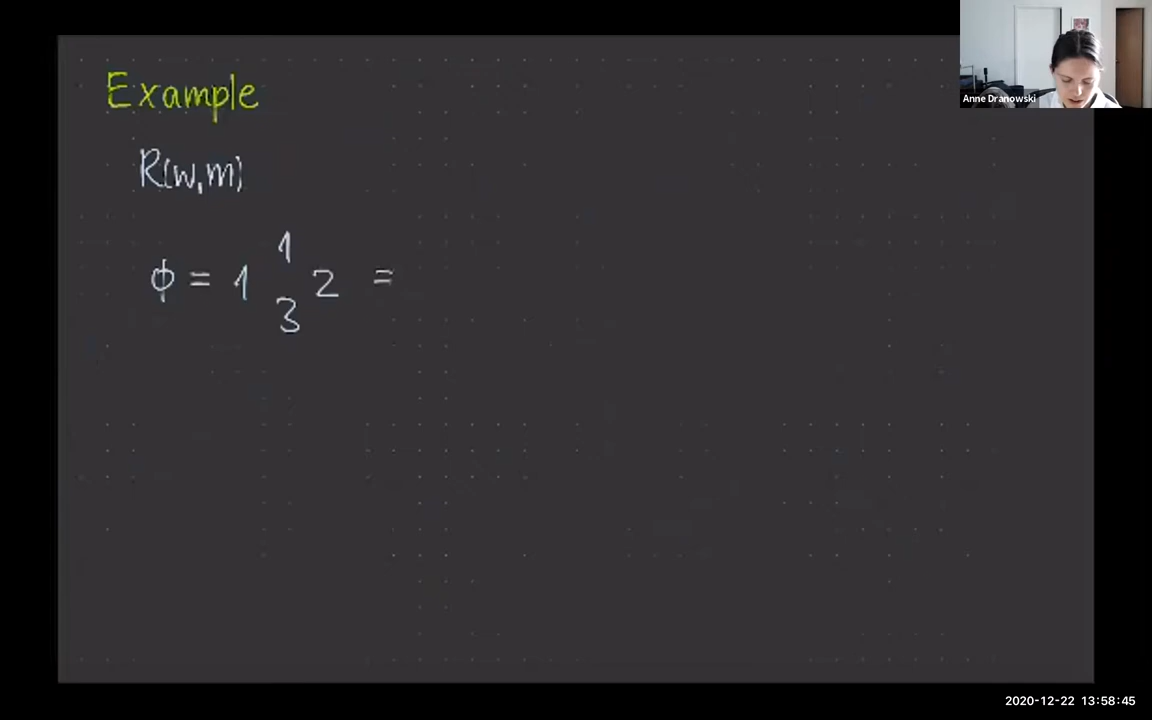 Example
Anne Dranowski
R(w,m)
1
ϕ = 1 2 =
3
2020-12-22 13:58:45